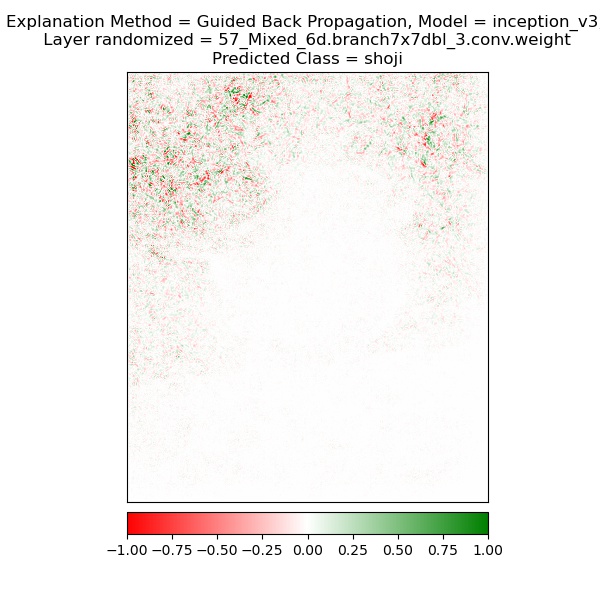 Explanation Method = Guided Back Propagation, Model = inception_v3
Layer randomized = 57_Mixed_6d.branch7x7dbl_3.conv.weight
Predicted Class = shoji
−1.00 −0.75 −0.50 −0.25 0.00 0.25 0.50 0.75 1.00